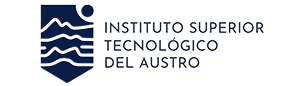 INSTITUTO SUPERIOR
TECNOLÓGICO
DEL AUSTRO